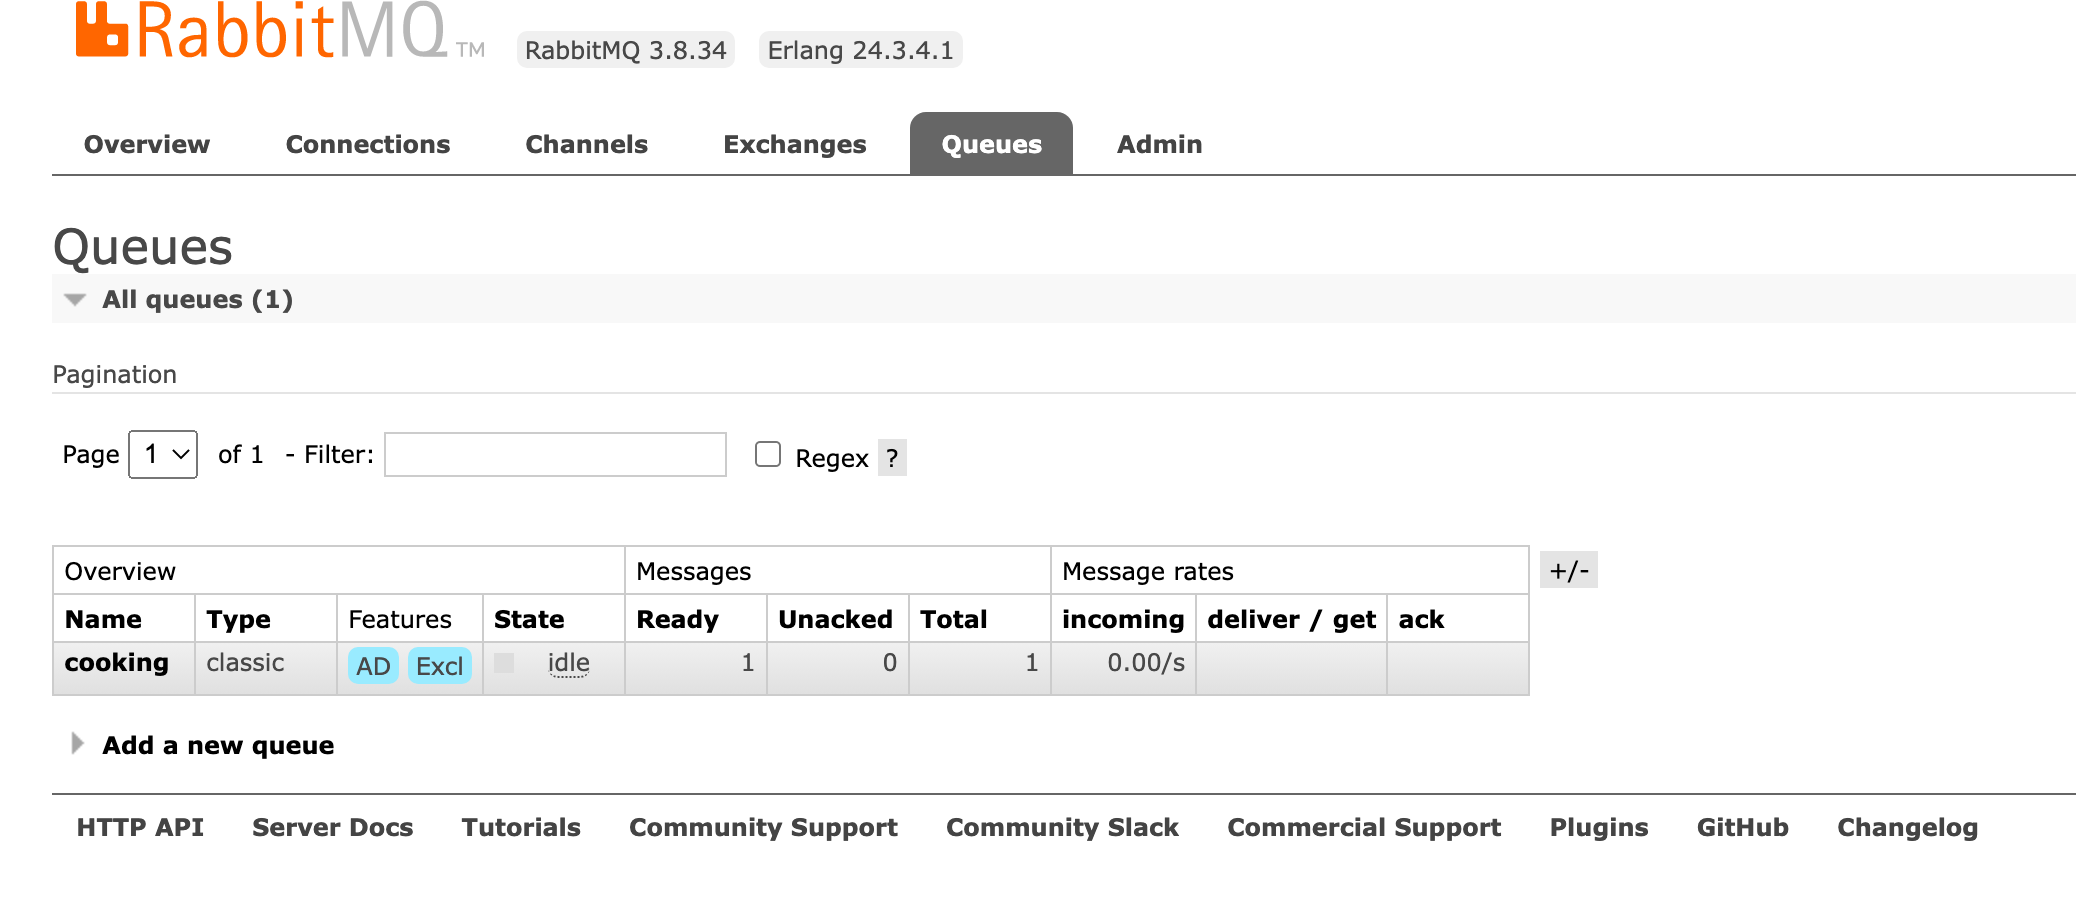 RabbitMQ TM RabbitMQ 3.8.34 Erlang 24.3.4.1
Overview Connections Channels Exchanges Queues Admin
Queues
All queues (1)
Pagination
Page 1 of 1 - Filter: Regex ?
Overview Messages Message rates +/-
Name Type Features State Ready Unacked Total incoming deliver / get ack
cooking classic AD Excl idle 1 0 1 0.00/s
Add a new queue
HTTP API Server Docs Tutorials Community Support Community Slack Commercial Support Plugins GitHub Changelog